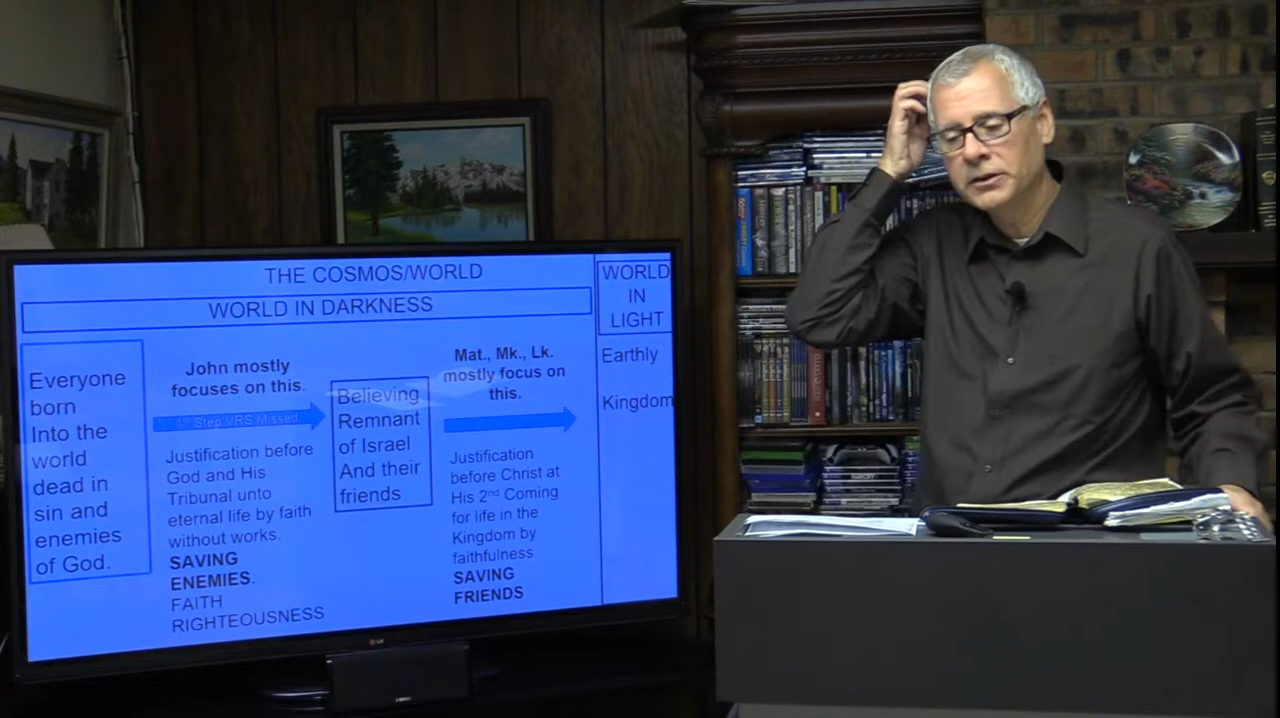 THE COSMOS/WORLD
WORLD IN DARKNESS
WORLD
IN
LIGHT
Everyone
born
Into the
world
dead in
sin and
enemies
of God.
John mostly
focuses on this.
1st Step VRS Missed
Justification before
God and His
Tribunal unto
eternal life by faith
without works.
SAVING
ENEMIES.
FAITH
RIGHTEOUSNESS
Believing
Remnant
of Israel
And their
friends
Mat., Mk., Lk.
mostly focus on
this.
Justification
before Christ at
His 2nd Coming
for life in the
Kingdom by
faithfulness
SAVING
FRIENDS
Earthly
Kingdom
LG